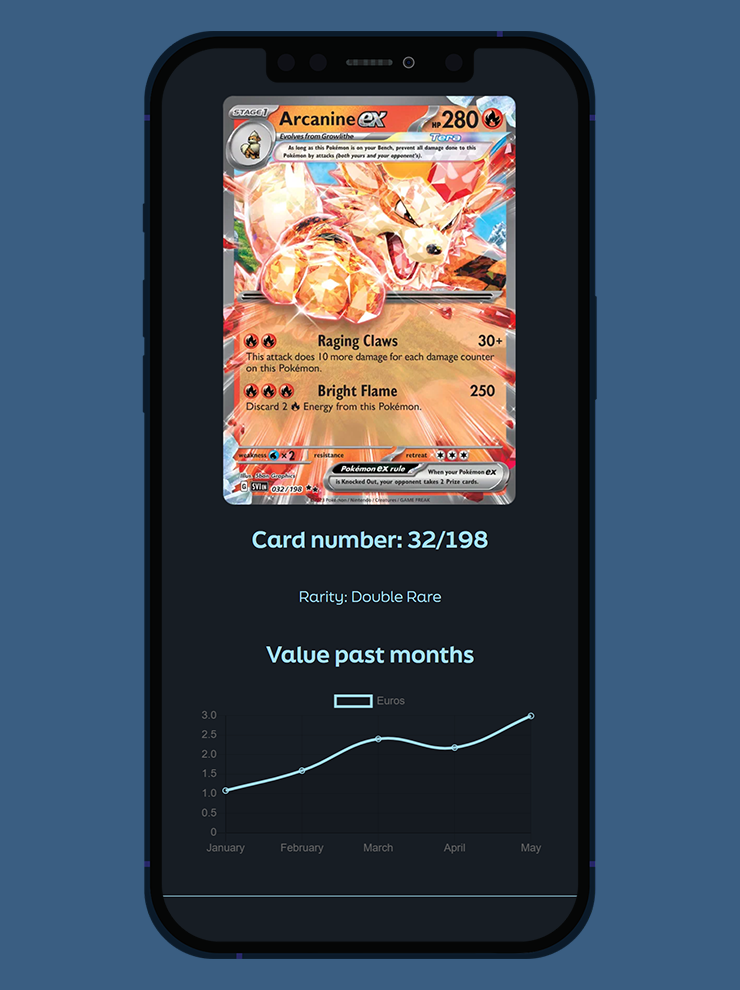 STAGE 1
Arcanine ex
HP 280
Evolves from Growlithe
Tera
As long as this Pokémon is on your Bench, prevent all damage done to this
Pokémon by attacks (both yours and your opponent's).
Raging Claws 30+
This attack does 10 more damage for each damage counter
on this Pokémon.
Bright Flame 250
Discard 2 Energy from this Pokémon.
weakness ×2 resistance retreat
Illus. 5ban Graphics
Pokémon ex rule
When your Pokémon ex
is Knocked Out, your opponent takes 2 Prize cards.
G SVI EN 032/198
©2023 Pokémon / Nintendo / Creatures / GAME FREAK
Card number: 32/198
Rarity: Double Rare
Value past months
Euros
3.0
2.5
2.0
1.5
1.0
0.5
0
January February March April May